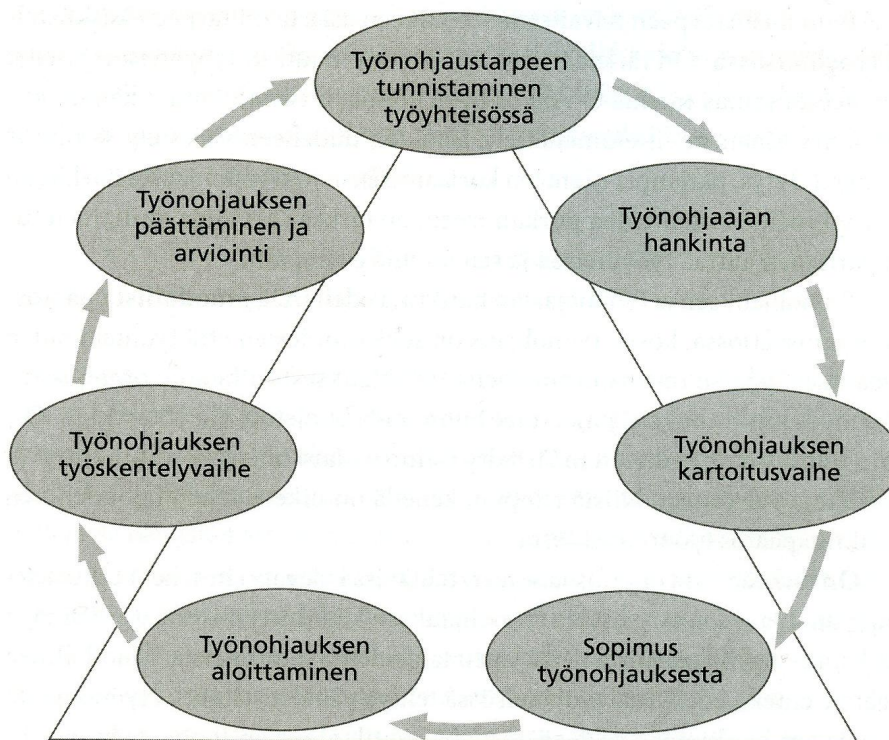 Työnohjaustarpeen
tunnistaminen
työyhteisössä
Työnohjaajan
hankinta
Työnohjauksen
kartoitusvaihe
Sopimus
työnohjauksesta
Työnohjauksen
aloittaminen
Työnohjauksen
työskentelyvaihe
Työnohjauksen
päättäminen ja
arviointi